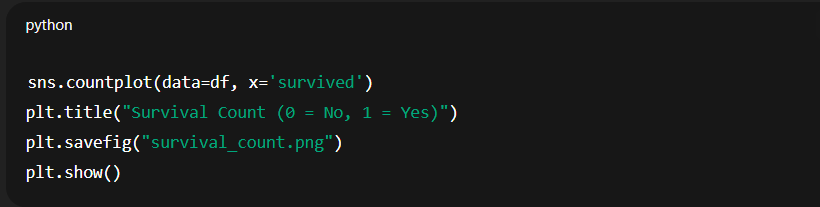 python
sns.countplot(data=df, x='survived')
plt.title("Survival Count (0 = No, 1 = Yes)")
plt.savefig("survival_count.png")
plt.show()